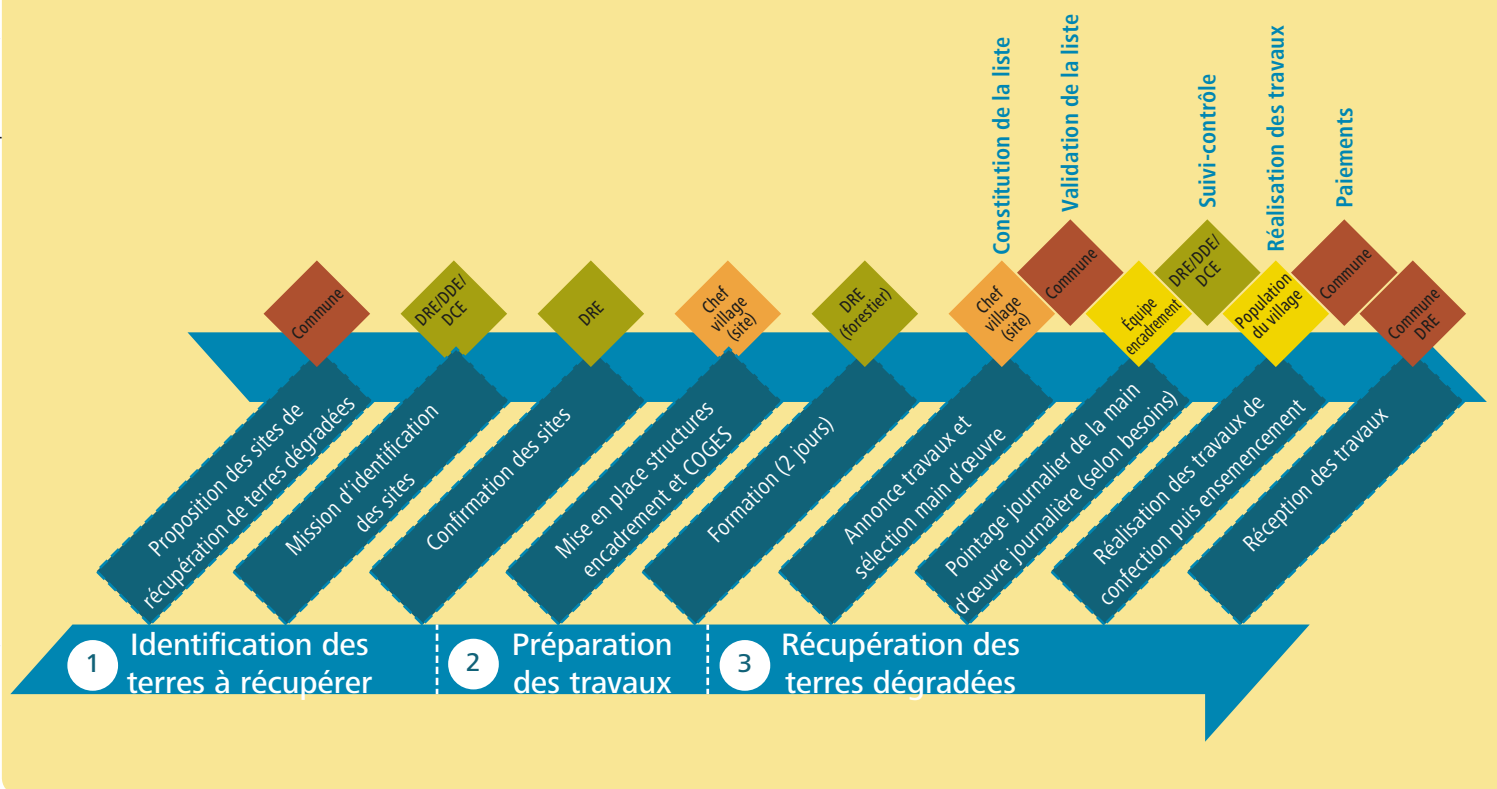 Constitution de la liste
Validation de la liste
Suivi-contrôle
Réalisation des travaux
Paiements
Commune
DRE/DDE/
DCE
DRE
Chef
village
(site)
DRE
(forestier)
Chef
village
(site)
Commune
Équipe
encadrement
DRE/DDE/
DCE
Population
du village
Commune
Commune
DRE
Proposition des sites de
récupération de terres dégradées
Mission d'identification
des sites
Confirmation des sites
Mise en place structures
encadrement et COGES
Formation (2 jours)
Annonce travaux et
sélection main d'œuvre
Pointage journalier de la main
d'œuvre journalière (selon besoins)
Réalisation des travaux de
confection puis ensemencement
Réception des travaux
1 Identification des
terres à récupérer
2 Préparation
des travaux
3 Récupération des
terres dégradées